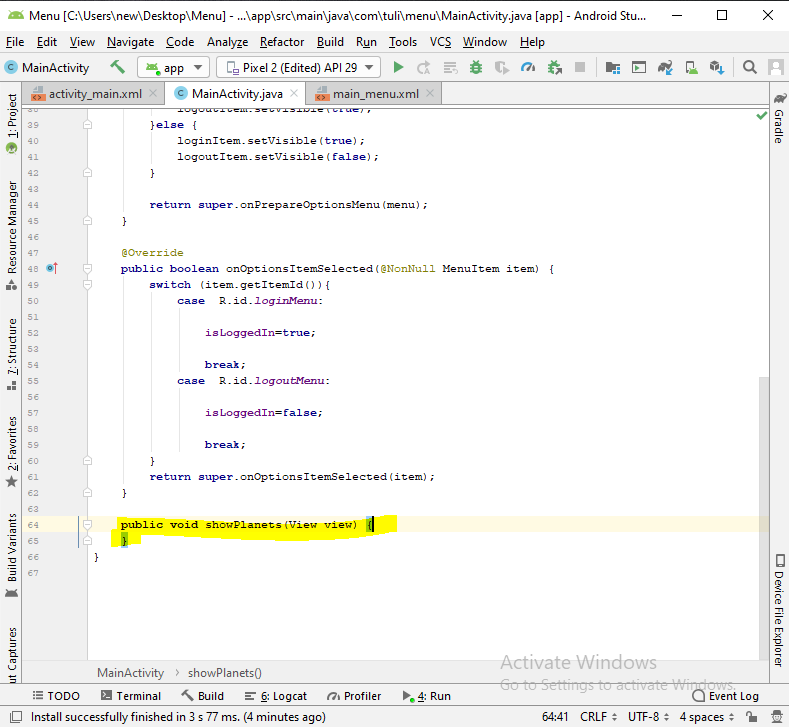 Menu [C:\Users\new\Desktop\Menu] - ...\app\src\main\java\com\tuli\menu\MainActivity.java [app] - Android Stu...
File Edit View Navigate Code Analyze Refactor Build Run Tools VCS Window Help
MainActivity app Pixel 2 (Edited) API 29
activity_main.xml MainActivity.java main_menu.xml
38 logoutItem.setVisible(true);
39 }else {
40 loginItem.setVisible(true);
41 logoutItem.setVisible(false);
42 }
43
44 return super.onPrepareOptionsMenu(menu);
45 }
46
47 @Override
48 public boolean onOptionsItemSelected(@NonNull MenuItem item) {
49 switch (item.getItemId()){
50 case R.id.loginMenu:
51
52 isLoggedIn=true;
53
54 break;
55 case R.id.logoutMenu:
56
57 isLoggedIn=false;
58
59 break;
60 }
61 return super.onOptionsItemSelected(item);
62 }
63
64 public void showPlanets(View view) {
65 }
66 }
67
1: Project
Resource Manager
7: Structure
2: Favorites
Build Variants
ut Captures
Gradle
Device File Explorer
MainActivity › showPlanets()
Activate Windows
Go to Settings to activate Windows.
TODO Terminal Build 6: Logcat Profiler 4: Run Event Log
Install successfully finished in 3 s 77 ms. (4 minutes ago) 64:41 CRLF UTF-8 4 spaces